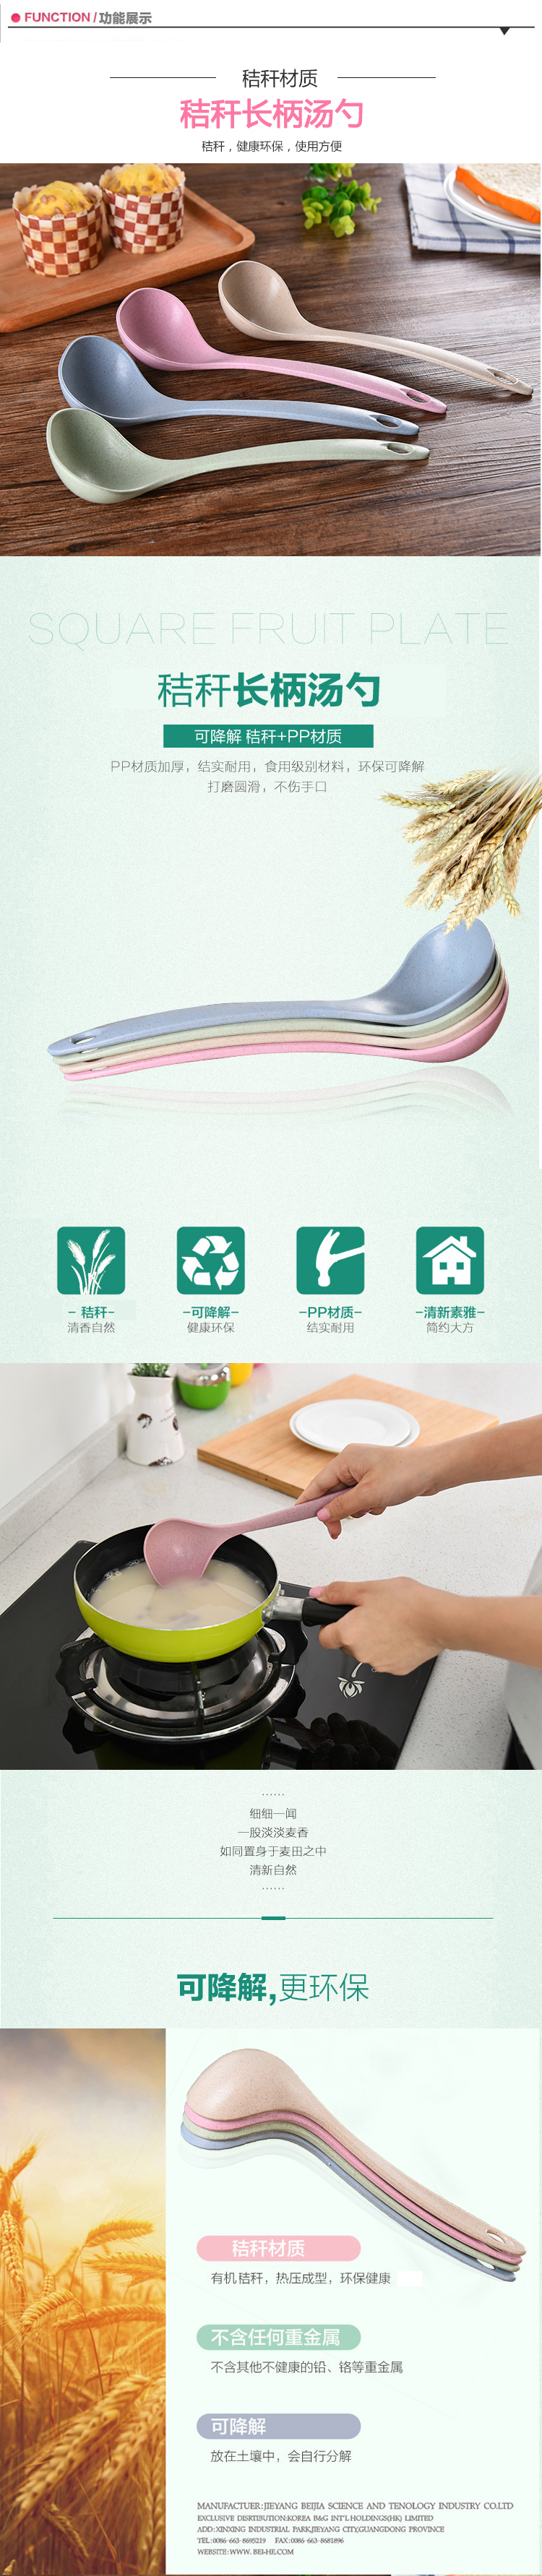 FUNCTION / 功能展示
秸秆材质
秸秆长柄汤勺
秸秆，健康环保，使用方便
SQUARE FRUIT PLATE
秸秆长柄汤勺
可降解 秸秆+PP材质
PP材质加厚，结实耐用，食用级别材料，环保可降解
打磨圆滑，不伤手口
- 秸秆-
清香自然
-可降解-
健康环保
-PP材质-
结实耐用
-清新素雅-
简约大方
......
细细一闻
一股淡淡麦香
如同置身于麦田之中
清新自然
......
可降解,更环保
秸秆材质
有机秸秆，热压成型，环保健康
不含任何重金属
不含其他不健康的铅、铬等重金属
可降解
放在土壤中，会自行分解
MANUFACTUER:JIEYANG BEIJIA SCIENCE AND TENOLOGY INDUSTRY CO.LTD
EXCLUSIVE DISRTIBUTION:KOREA B&G INT'L HOLDINGS(HK) LIMITED
ADD:XINXING INDUSTRIAL PARK,JIEYANG CITY,GUANGDONG PROVINCE
TEL:0086-663-8695219 FAX:0086-663-8681896
WEBSITE:WWW.BEI-HE.COM